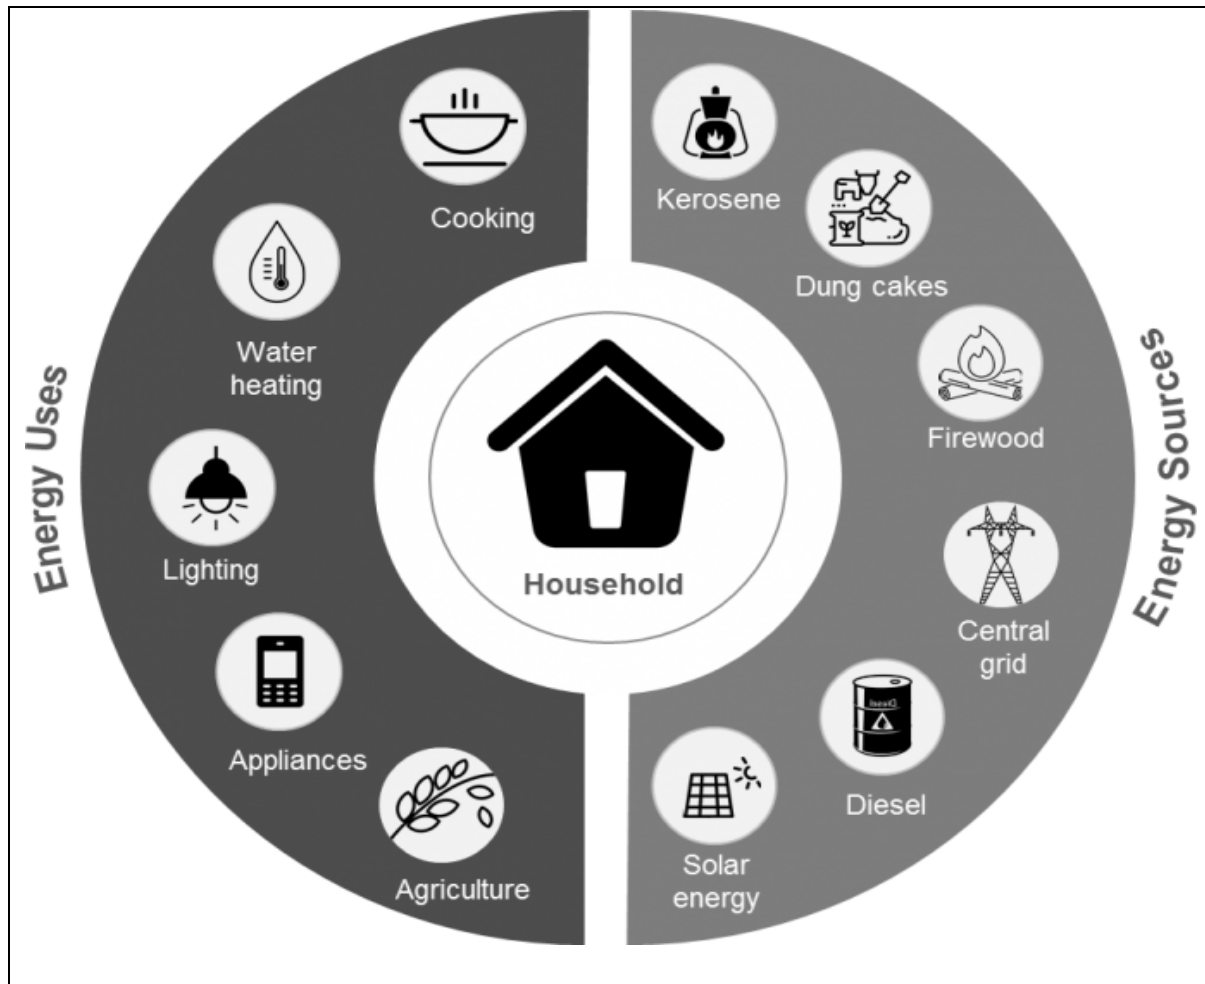 Energy Uses
Cooking
Water
heating
Lighting
Appliances
Agriculture
Household
Energy Sources
Kerosene
Dung cakes
Firewood
Central
grid
Diesel
Diesel
Solar
energy